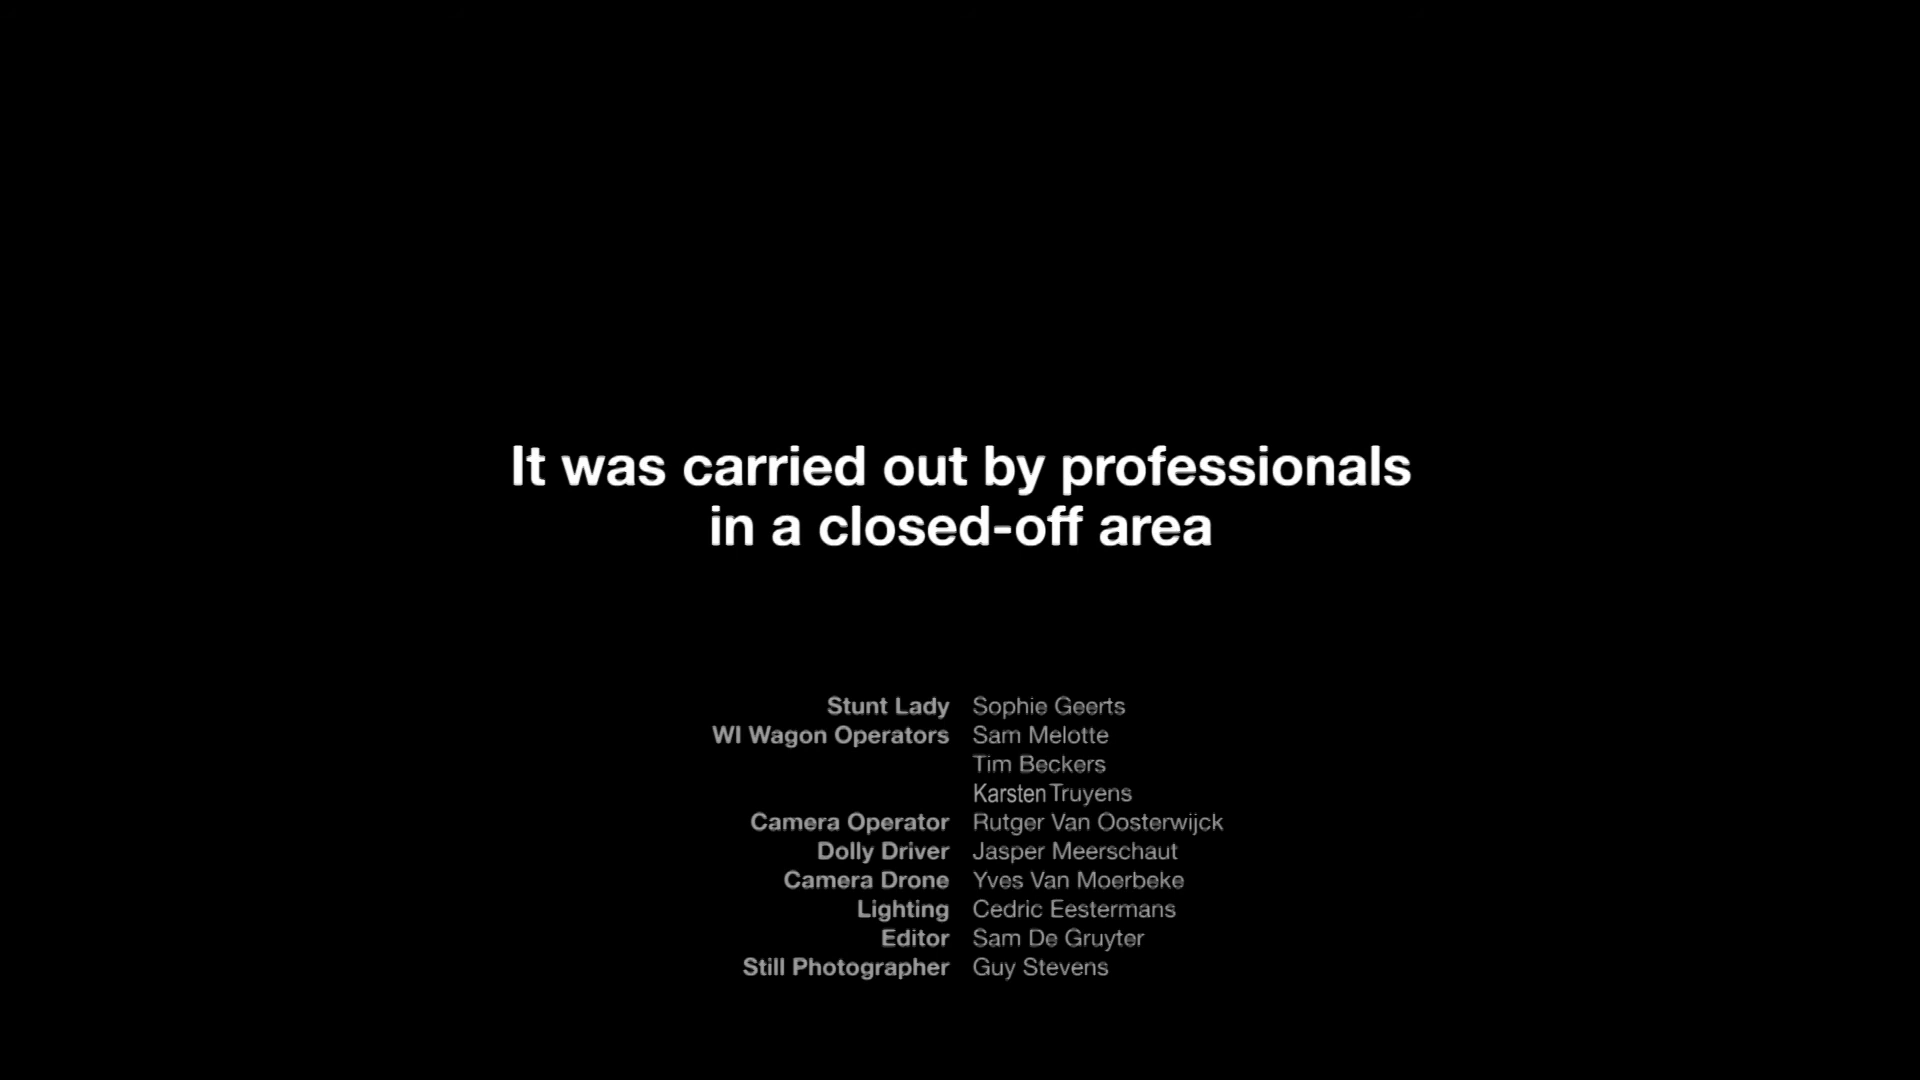 It was carried out by professionals
in a closed-off area
Stunt Lady Sophie Geerts
WI Wagon Operators Sam Melotte
Tim Beckers
Karsten Truyens
Camera Operator Rutger Van Oosterwijck
Dolly Driver Jasper Meerschaut
Camera Drone Yves Van Moerbeke
Lighting Cedric Eestermans
Editor Sam De Gruyter
Still Photographer Guy Stevens